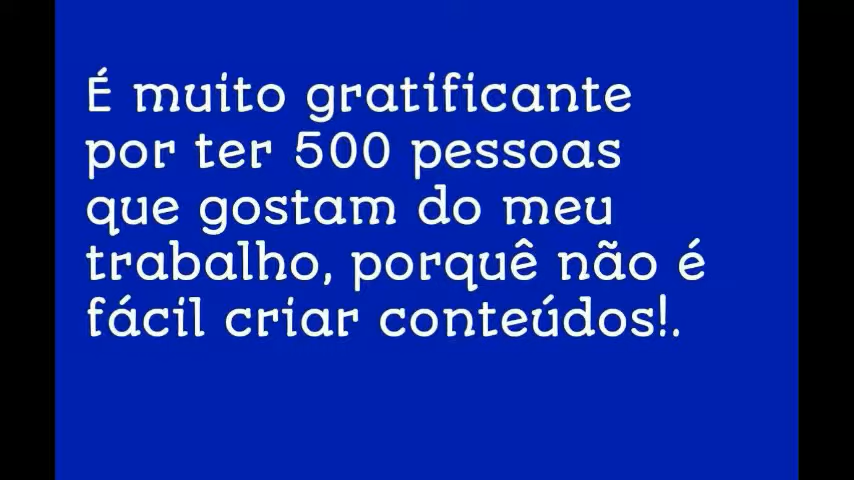 É muito gratificante
por ter 500 pessoas
que gostam do meu
trabalho, porquê não é
fácil criar conteúdos!.